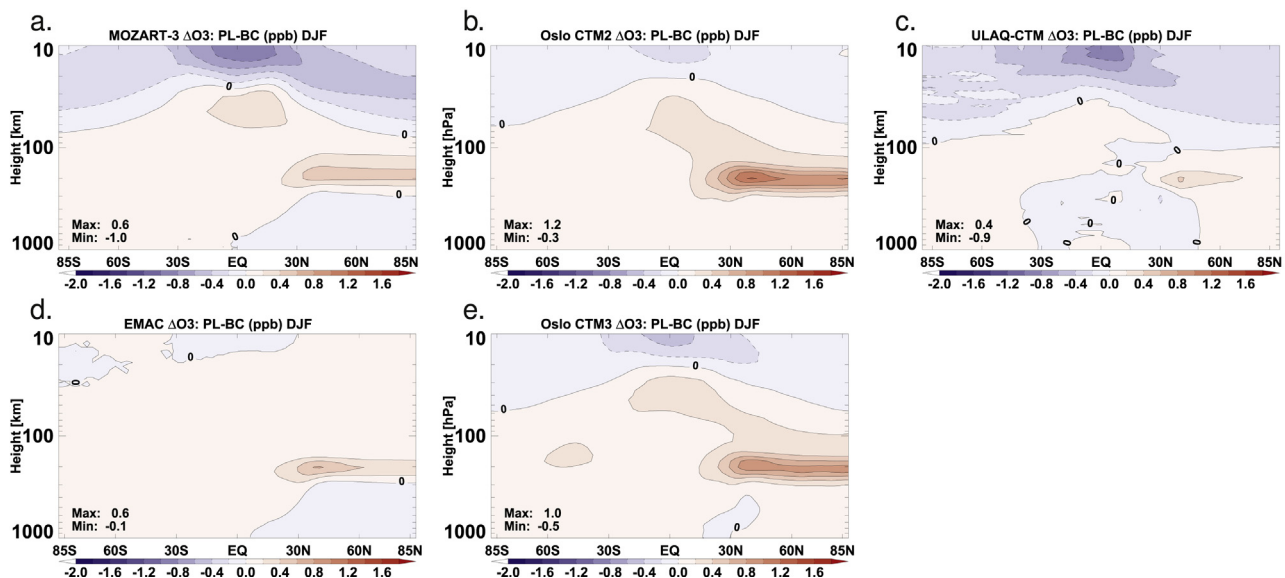 a.
MOZART-3 ΔO3: PL-BC (ppb) DJF
Height [km]
10
100
1000
0
0
0
0
Max: 0.6
Min: -1.0
85S 60S 30S EQ 30N 60N 85N
-2.0 -1.6 -1.2 -0.8 -0.4 0.0 0.4 0.8 1.2 1.6
b.
Oslo CTM2 ΔO3: PL-BC (ppb) DJF
Height [hPa]
10
100
1000
0
0
Max: 1.2
Min: -0.3
85S 60S 30S EQ 30N 60N 85N
-2.0 -1.6 -1.2 -0.8 -0.4 0.0 0.4 0.8 1.2 1.6
c.
ULAQ-CTM ΔO3: PL-BC (ppb) DJF
Height [km]
10
100
1000
0
0
0
0
0
0
0
0
0
Max: 0.4
Min: -0.9
85S 60S 30S EQ 30N 60N 85N
-2.0 -1.6 -1.2 -0.8 -0.4 0.0 0.4 0.8 1.2 1.6
d.
EMAC ΔO3: PL-BC (ppb) DJF
Height [km]
10
100
1000
0
0
0
Max: 0.6
Min: -0.1
85S 60S 30S EQ 30N 60N 85N
-2.0 -1.6 -1.2 -0.8 -0.4 0.0 0.4 0.8 1.2 1.6
e.
Oslo CTM3 ΔO3: PL-BC (ppb) DJF
Height [hPa]
10
100
1000
0
0
0
Max: 1.0
Min: -0.5
85S 60S 30S EQ 30N 60N 85N
-2.0 -1.6 -1.2 -0.8 -0.4 0.0 0.4 0.8 1.2 1.6